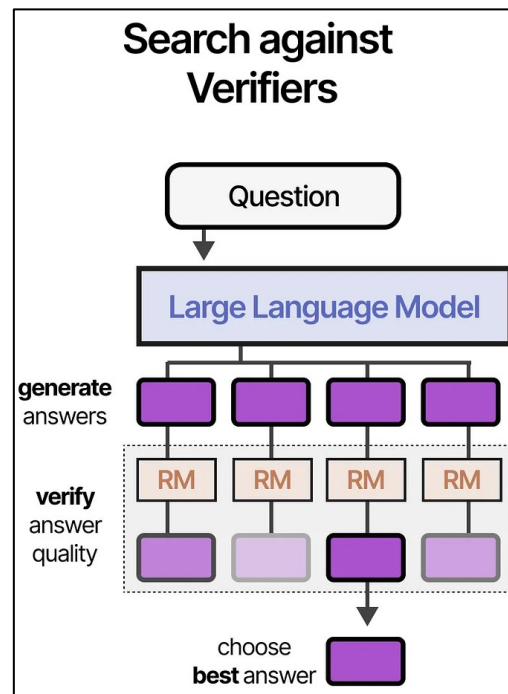 Search against
Verifiers
Question
Large Language Model
generate
answers
RM RM RM RM
verify
answer
quality
choose
best answer